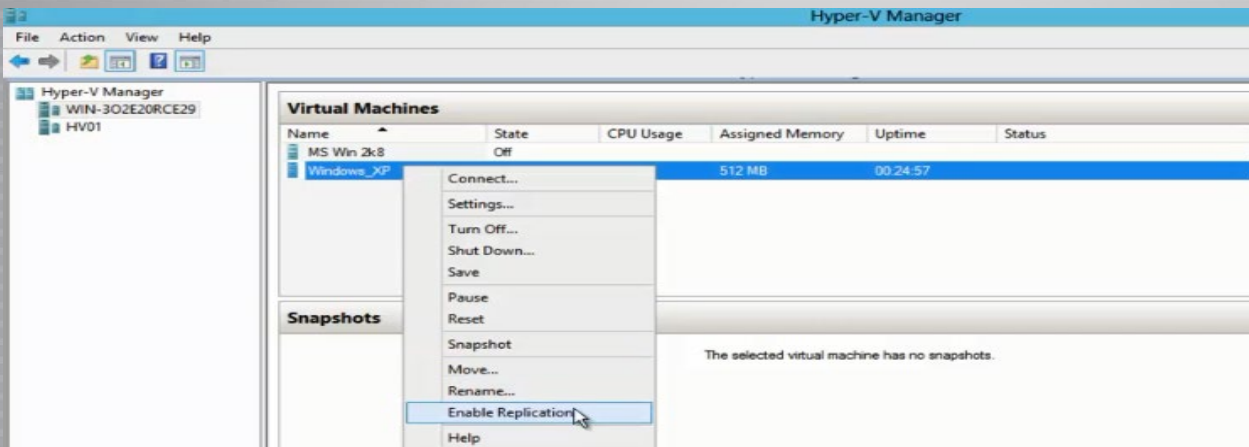 Hyper-V Manager
File Action View Help
Hyper-V Manager
WIN-3O2E20RCE29
HV01
Virtual Machines
Name State CPU Usage Assigned Memory Uptime Status
MS Win 2k8 Off
Windows_XP 512 MB 00:24:57
Connect...
Settings...
Turn Off...
Shut Down...
Save
Pause
Reset
Snapshot
Move...
Rename...
Enable Replication
Help
Snapshots
The selected virtual machine has no snapshots.